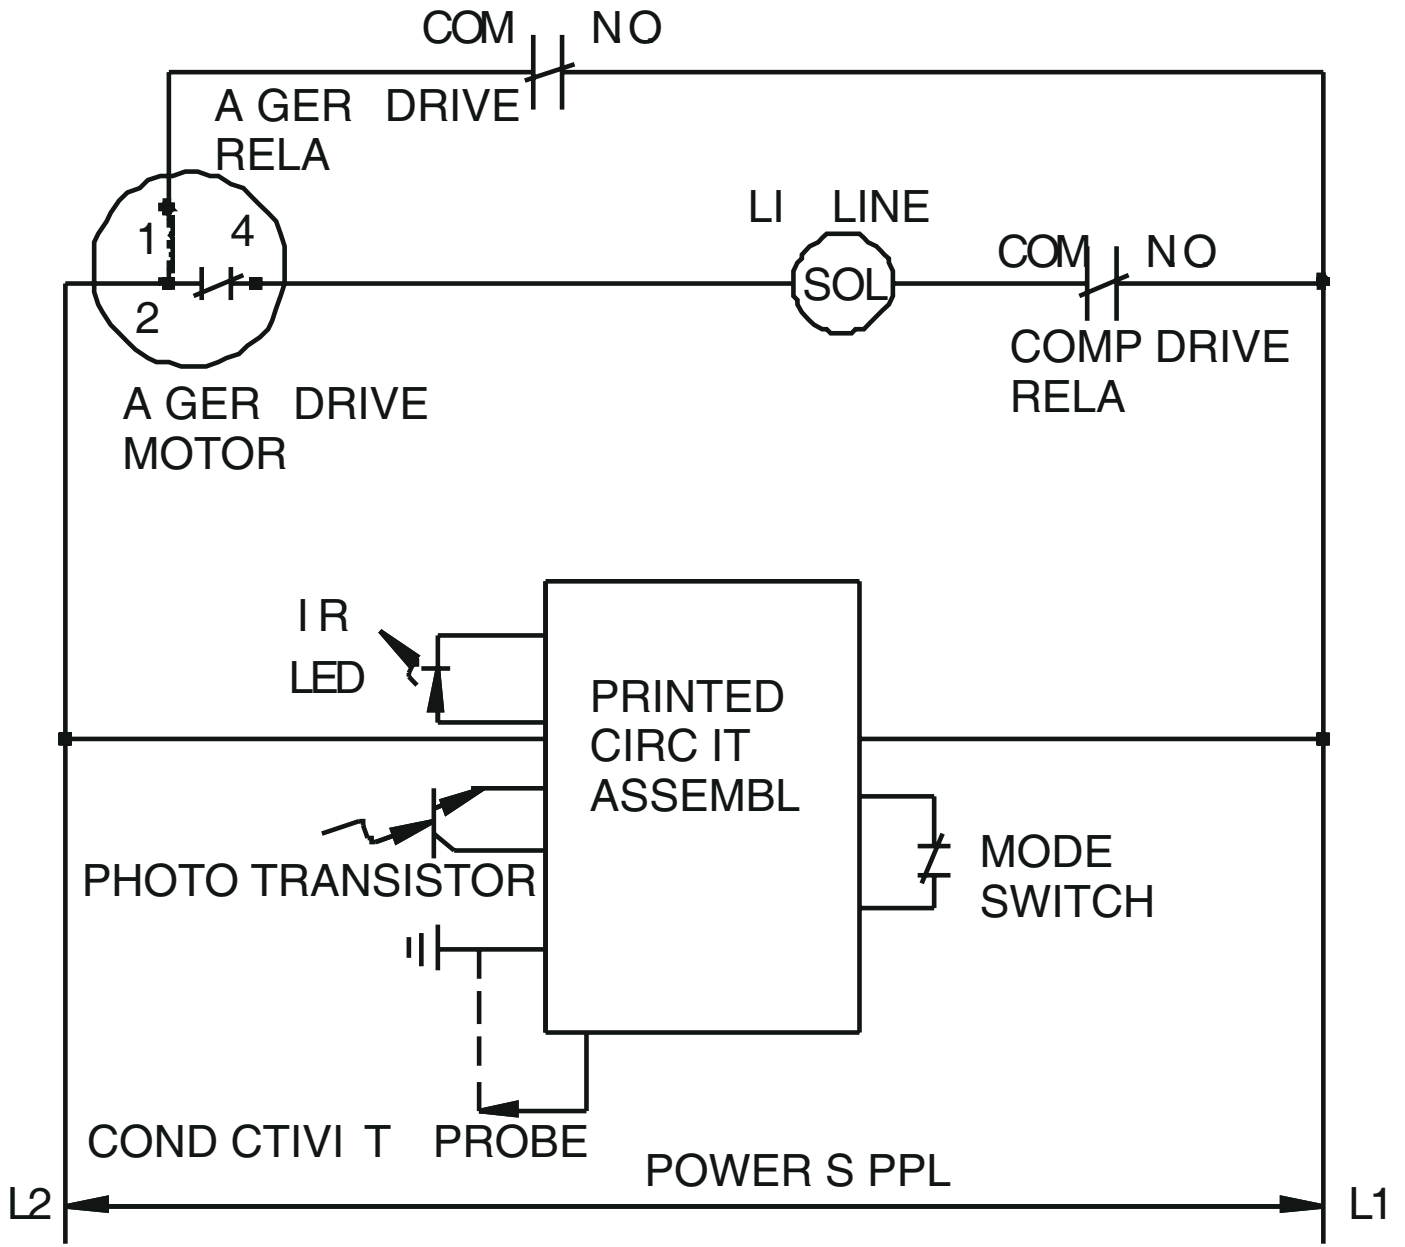 COM NO
A GER DRIVE
RELA
1 4
2
LI LINE
SOL
COM NO
COMP DRIVE
RELA
A GER DRIVE
MOTOR
I R
LED
PRINTED
CIRC IT
ASSEMBL
PHOTO TRANSISTOR
MODE
SWITCH
COND CTIVI T PROBE
POWER S PPL
L2 L1